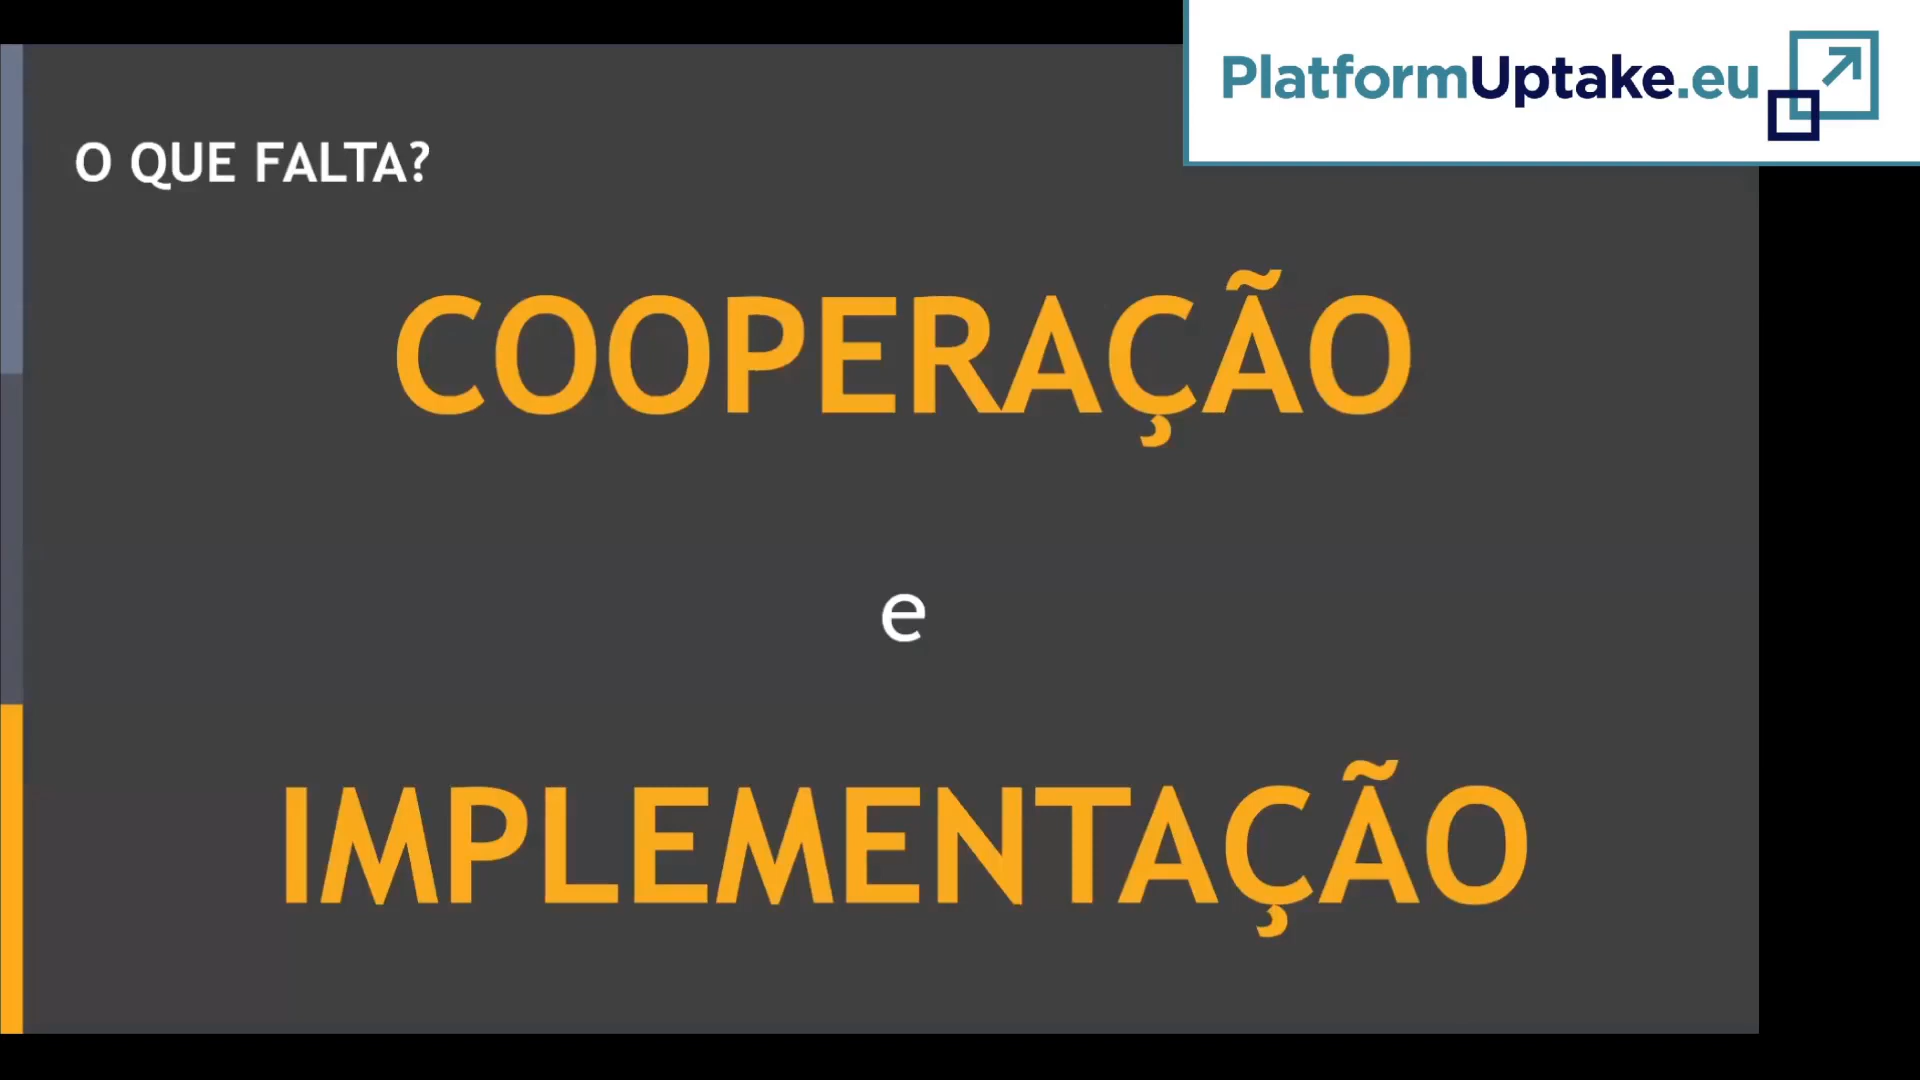 PlatformUptake.eu
O QUE FALTA?
COOPERAÇÃO
e
IMPLEMENTAÇÃO